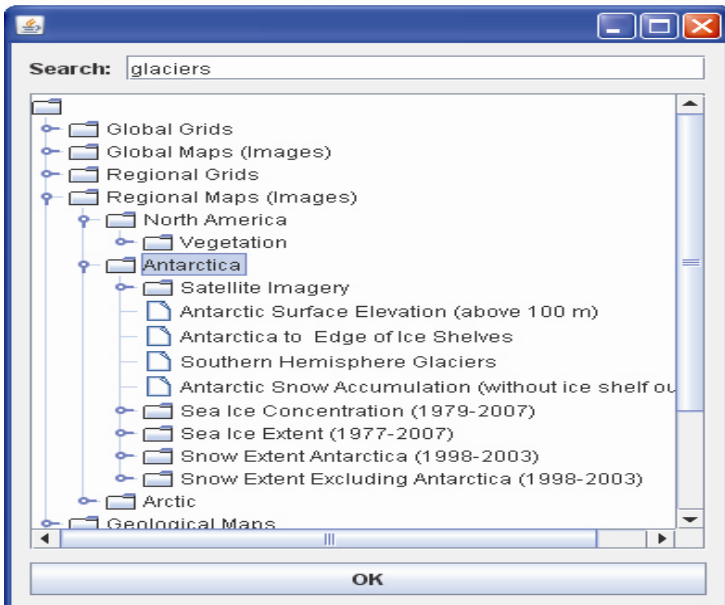 Search: glaciers
Global Grids
Global Maps (Images)
Regional Grids
Regional Maps (Images)
North America
Vegetation
Antarctica
Satellite Imagery
Antarctic Surface Elevation (above 100 m)
Antarctica to Edge of Ice Shelves
Southern Hemisphere Glaciers
Antarctic Snow Accumulation (without ice shelf ou
Sea Ice Concentration (1979-2007)
Sea Ice Extent (1977-2007)
Snow Extent Antarctica (1998-2003)
Snow Extent Excluding Antarctica (1998-2003)
Arctic
Geological Maps
OK